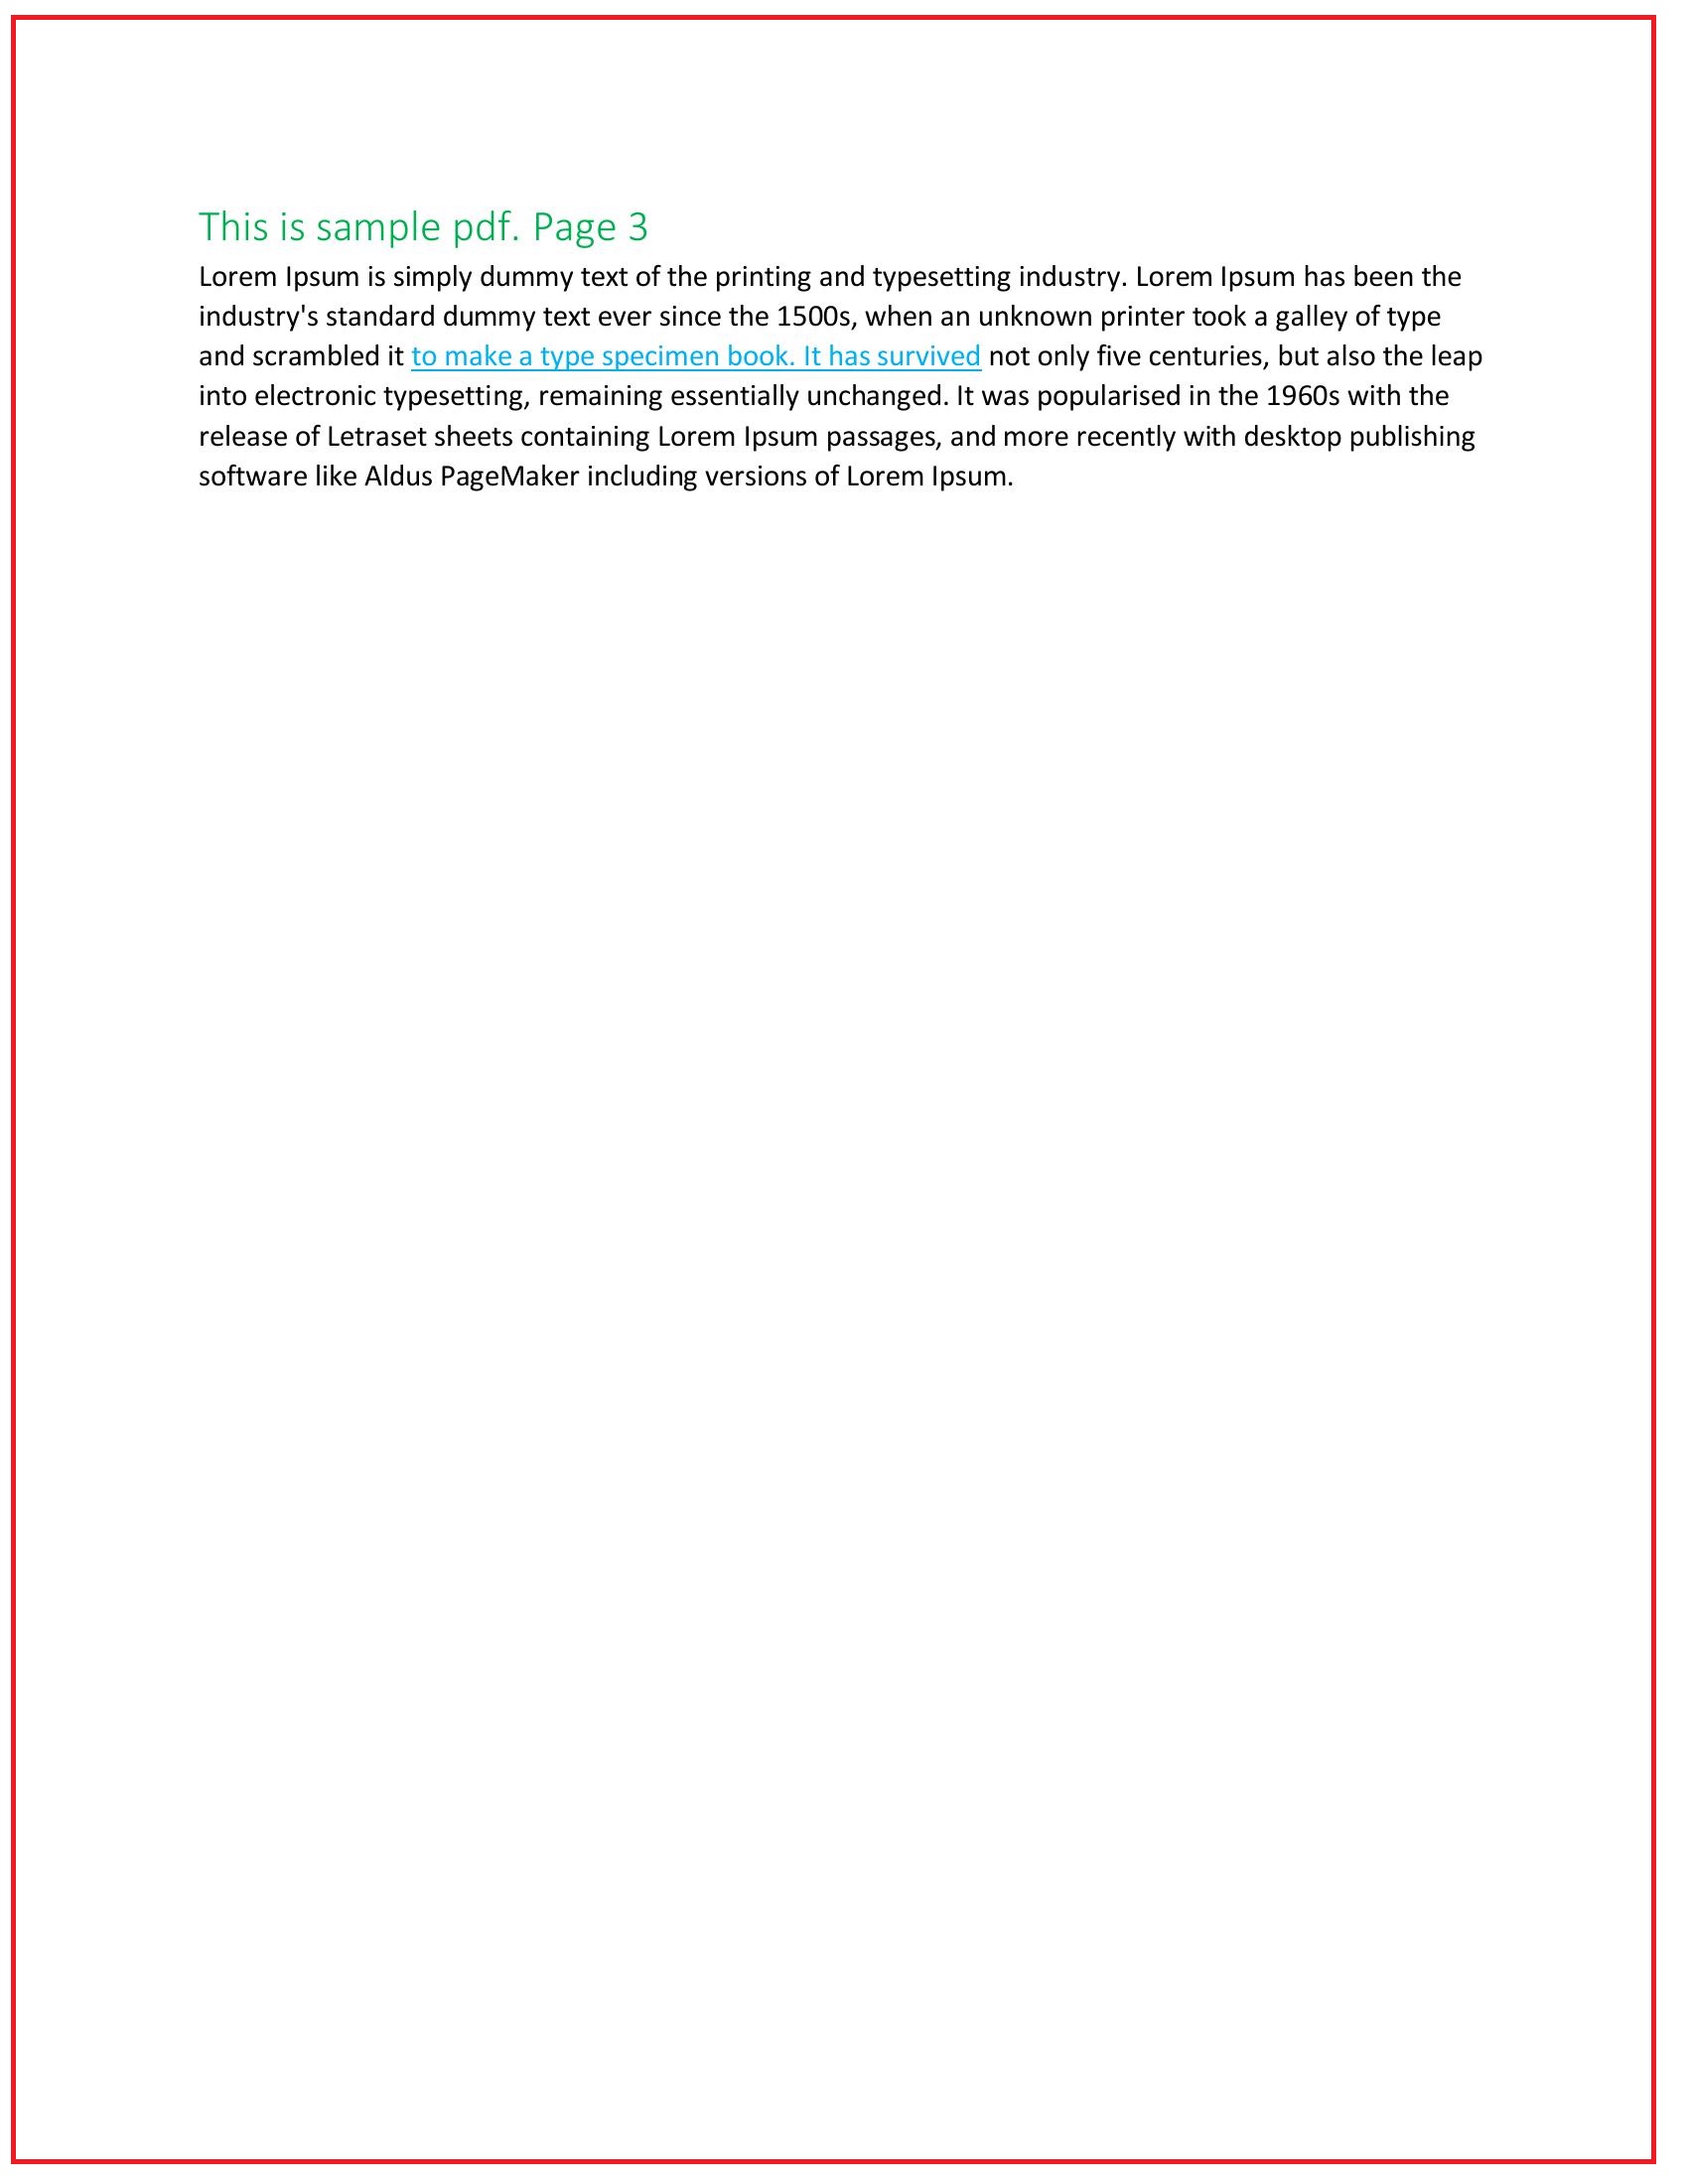 This is sample pdf. Page 3
Lorem Ipsum is simply dummy text of the printing and typesetting industry. Lorem Ipsum has been the
industry's standard dummy text ever since the 1500s, when an unknown printer took a galley of type
and scrambled it to make a type specimen book. It has survived not only five centuries, but also the leap
into electronic typesetting, remaining essentially unchanged. It was popularised in the 1960s with the
release of Letraset sheets containing Lorem Ipsum passages, and more recently with desktop publishing
software like Aldus PageMaker including versions of Lorem Ipsum.